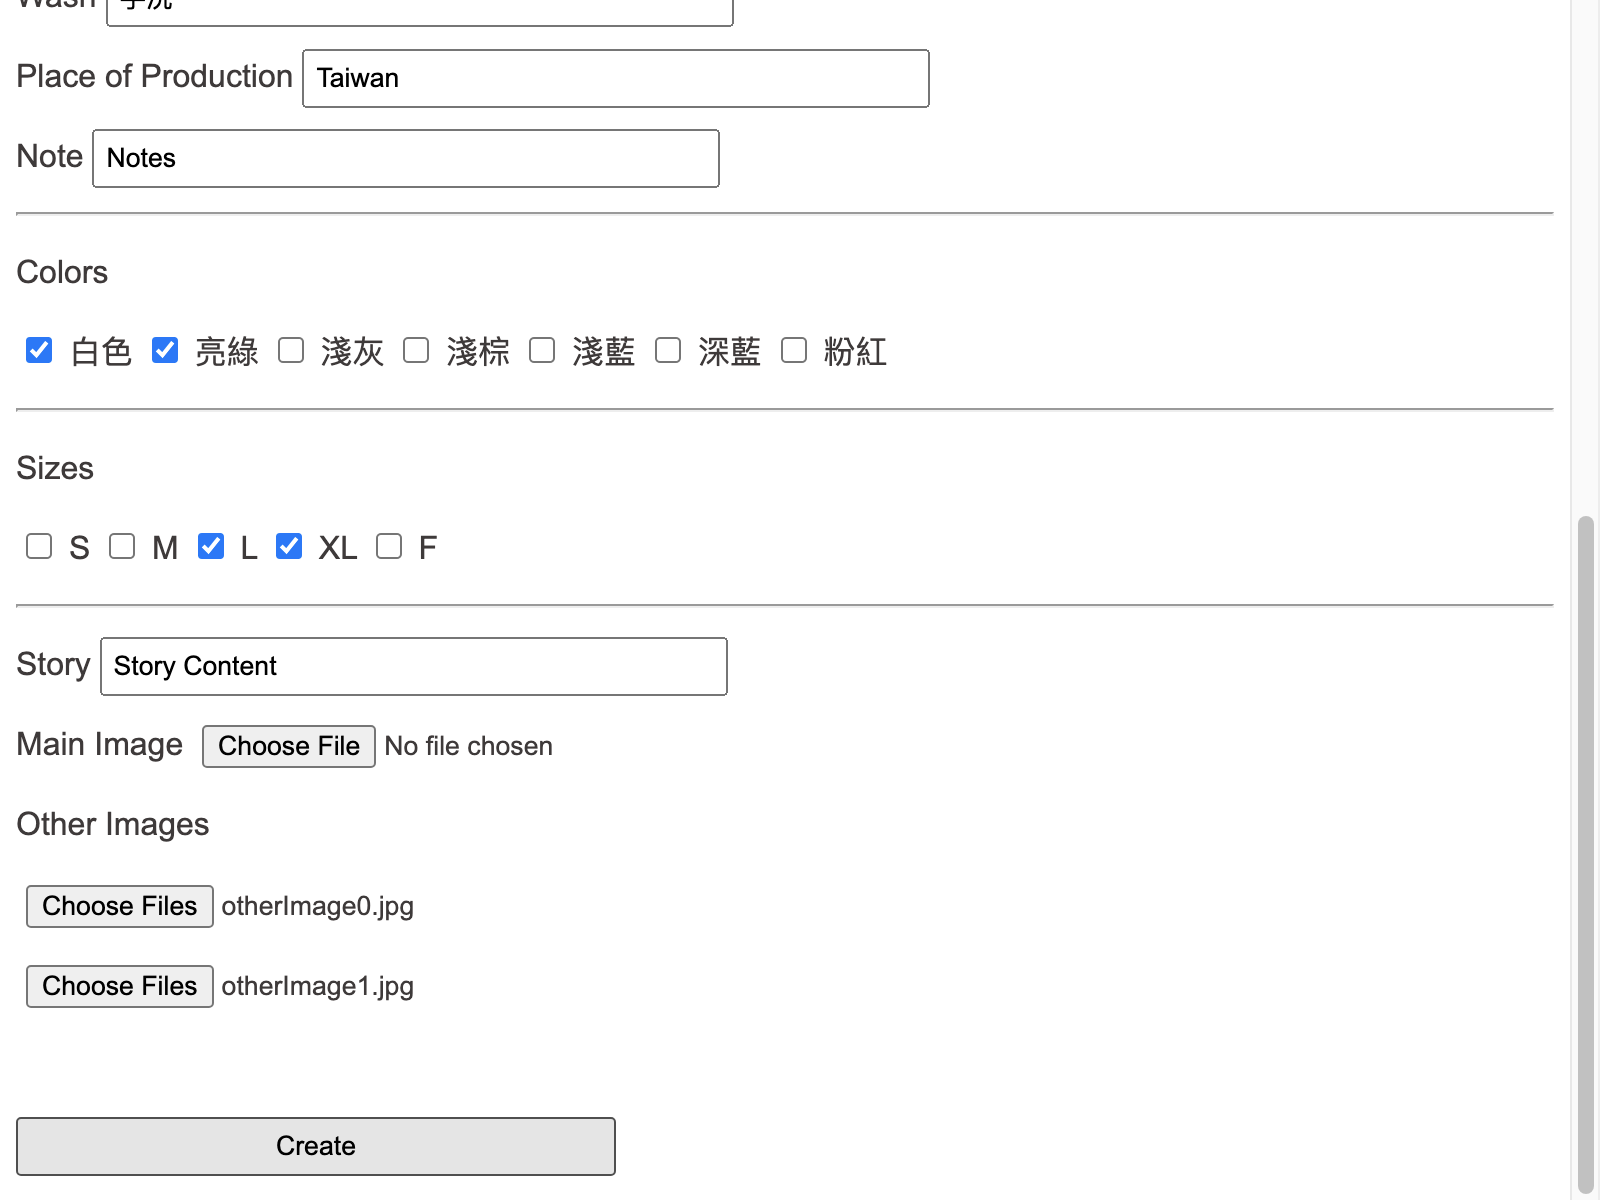 Wash 手洗
Place of Production Taiwan
Note Notes
Colors
白色 亮綠 淺灰 淺棕 淺藍 深藍 粉紅
Sizes
S M L XL F
Story Story Content
Main Image Choose File No file chosen
Other Images
Choose Files otherImage0.jpg
Choose Files otherImage1.jpg
Create